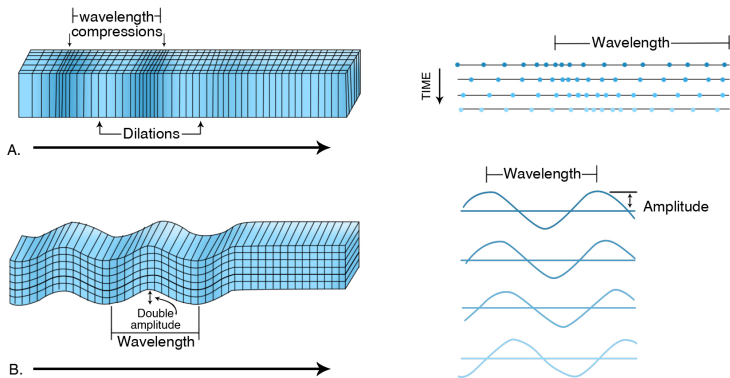 wavelength
compressions
Dilations
A.
Wavelength
TIME
Double
amplitude
Wavelength
B.
Wavelength
Amplitude